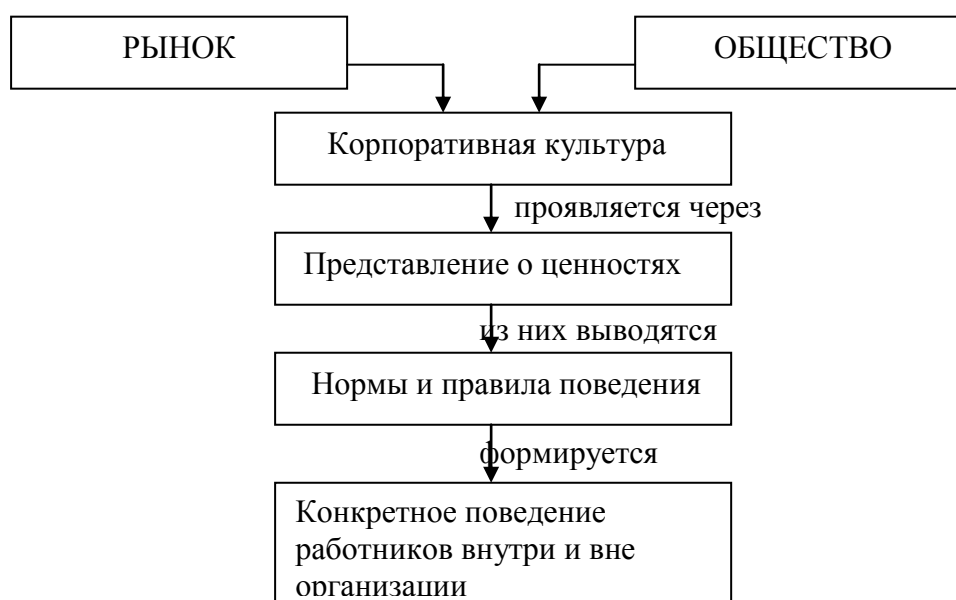 РЫНОК
ОБЩЕСТВО
Корпоративная культура
проявляется через
Представление о ценностях
из них выводятся
Нормы и правила поведения
формируется
Конкретное поведение
работников внутри и вне
организации